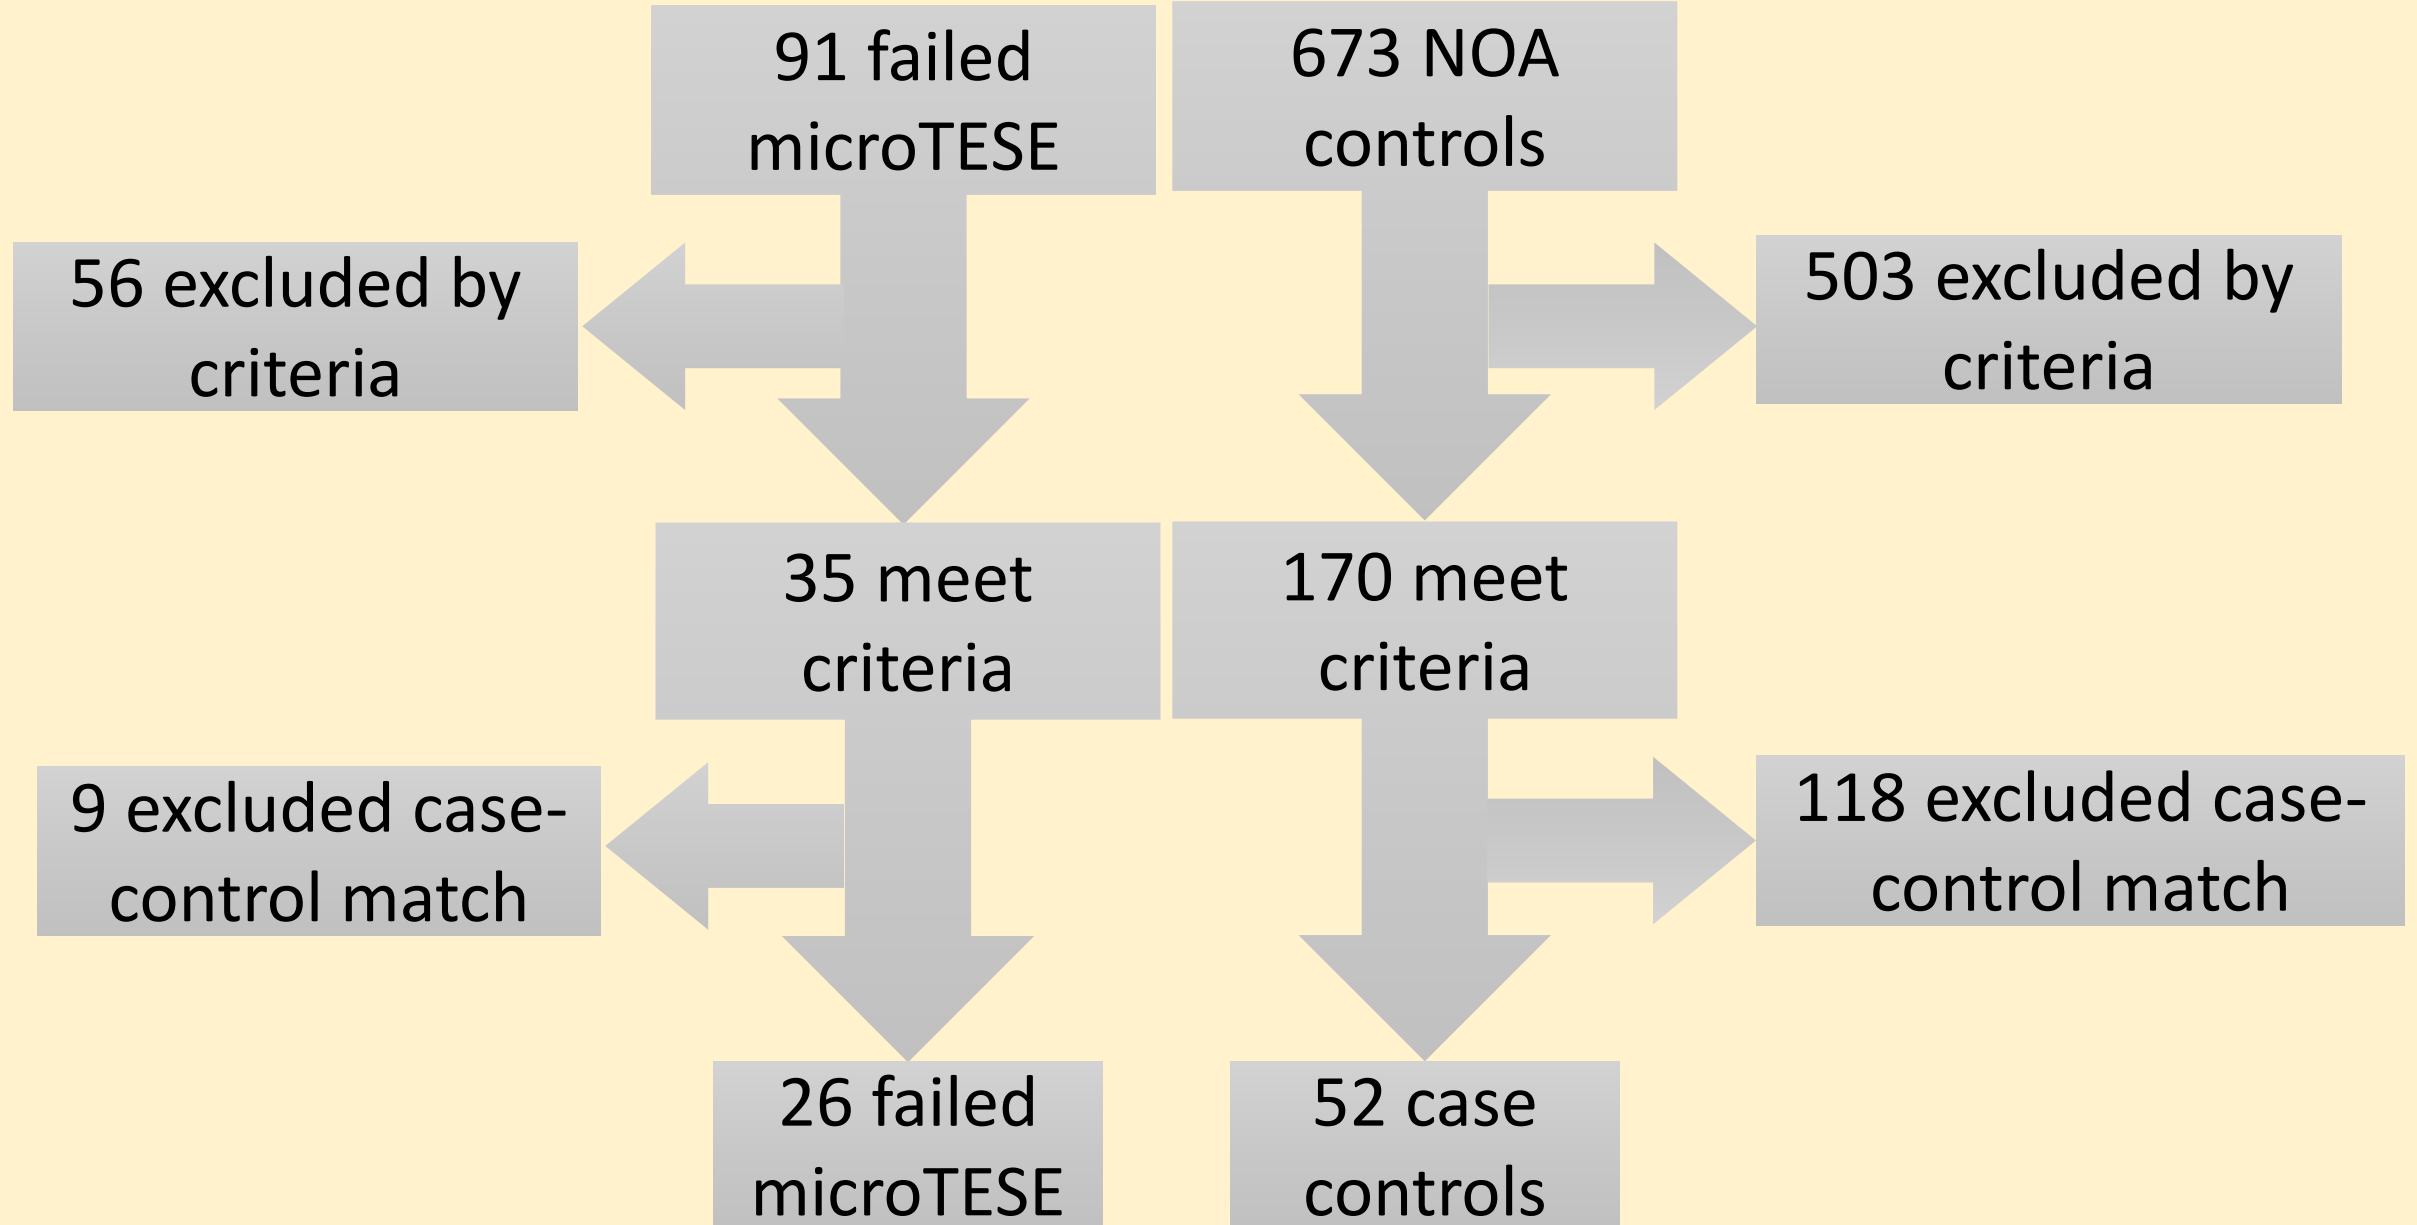 91 failed
microTESE
673 NOA
controls
56 excluded by
criteria
503 excluded by
criteria
35 meet
criteria
170 meet
criteria
9 excluded case-
control match
118 excluded case-
control match
26 failed
microTESE
52 case
controls